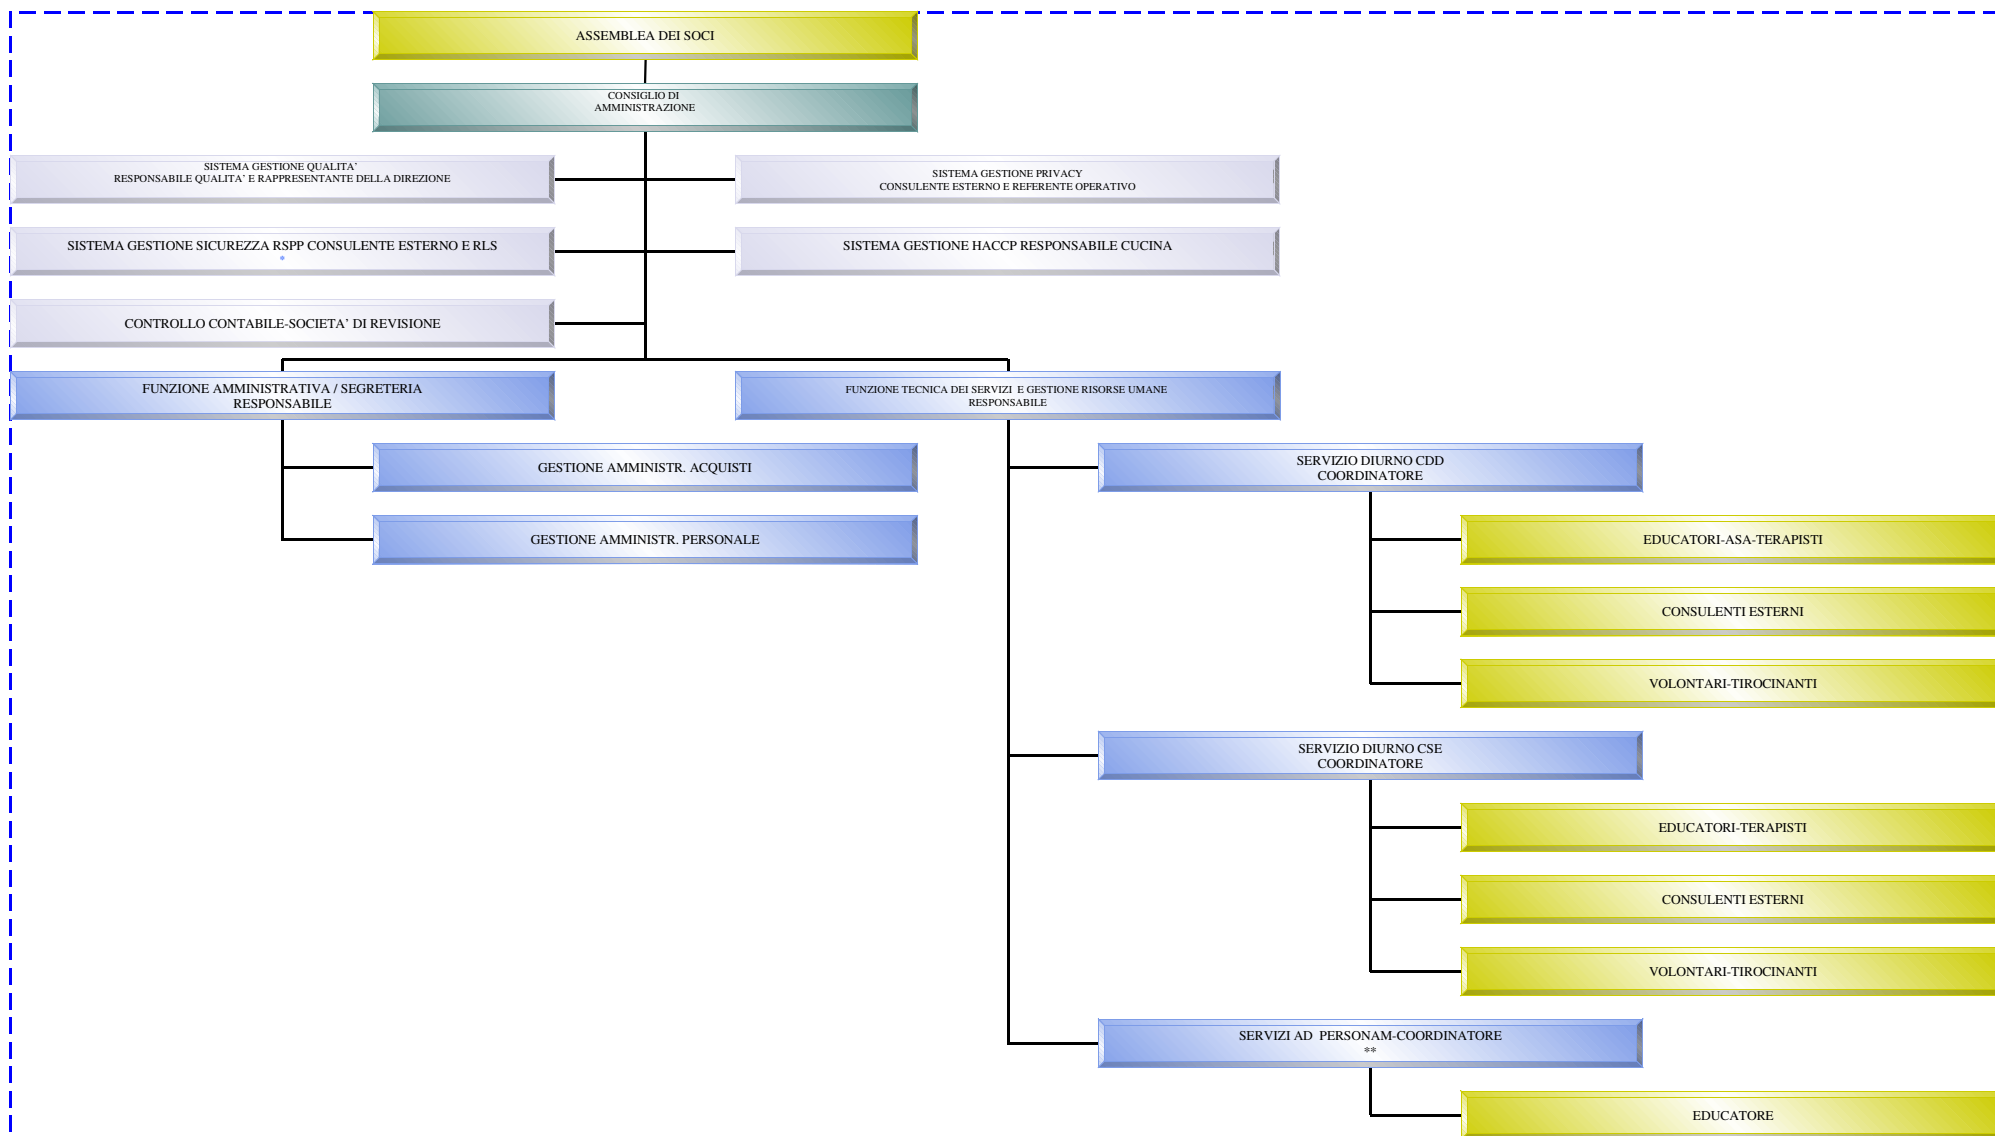 ASSEMBLEA DEI SOCI
CONSIGLIO DI
AMMINISTRAZIONE
SISTEMA GESTIONE QUALITA’
RESPONSABILE QUALITA’ E RAPPRESENTANTE DELLA DIREZIONE
SISTEMA GESTIONE PRIVACY
CONSULENTE ESTERNO E REFERENTE OPERATIVO
SISTEMA GESTIONE SICUREZZA RSPP CONSULENTE ESTERNO E RLS
*
SISTEMA GESTIONE HACCP RESPONSABILE CUCINA
CONTROLLO CONTABILE-SOCIETA’ DI REVISIONE
FUNZIONE AMMINISTRATIVA / SEGRETERIA
RESPONSABILE
FUNZIONE TECNICA DEI SERVIZI E GESTIONE RISORSE UMANE
RESPONSABILE
GESTIONE AMMINISTR. ACQUISTI
GESTIONE AMMINISTR. PERSONALE
SERVIZIO DIURNO CDD
COORDINATORE
EDUCATORI-ASA-TERAPISTI
CONSULENTI ESTERNI
VOLONTARI-TIROCINANTI
SERVIZIO DIURNO CSE
COORDINATORE
EDUCATORI-TERAPISTI
CONSULENTI ESTERNI
VOLONTARI-TIROCINANTI
SERVIZI AD PERSONAM-COORDINATORE
**
EDUCATORE